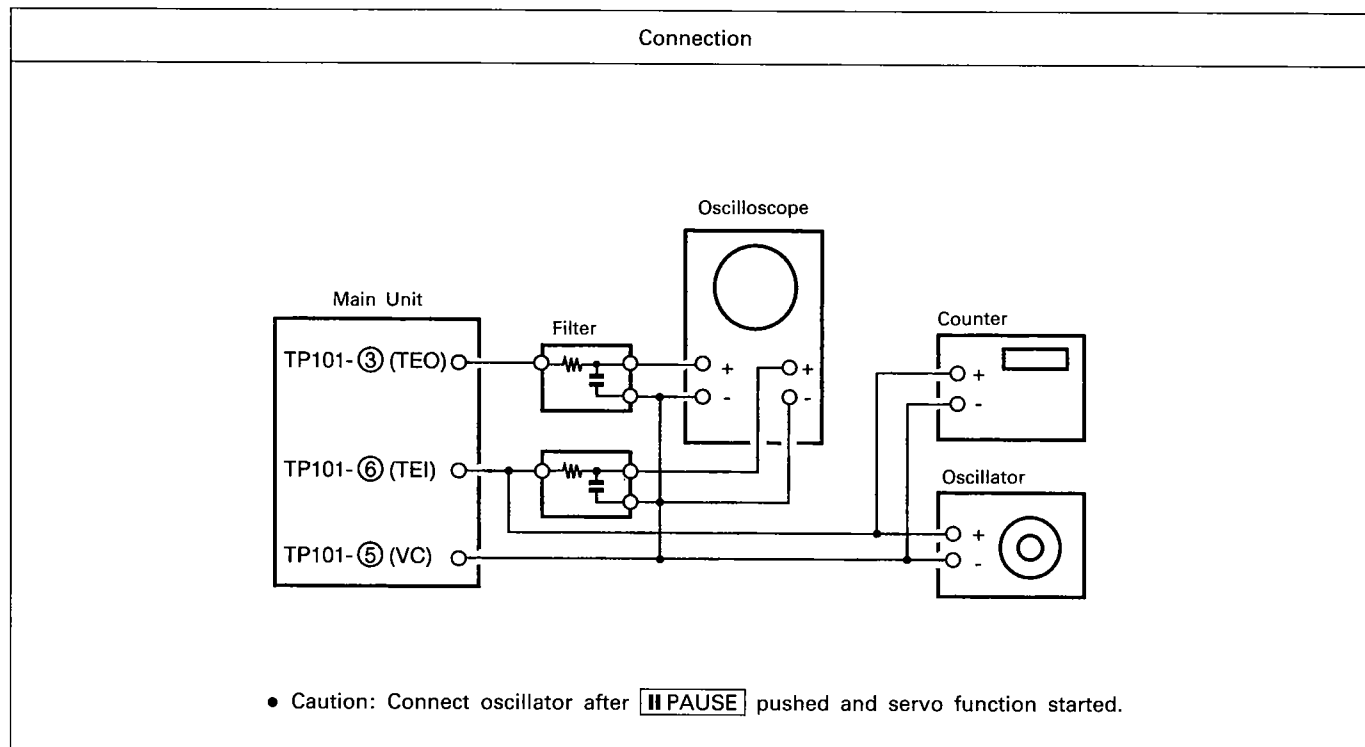 Connection
Oscilloscope
Main Unit
Filter
Counter
TP101-③ (TEO)
+ +
- -
+
-
TP101-⑥ (TEI)
Oscillator
+
-
TP101-⑤ (VC)
• Caution: Connect oscillator after ⏸ PAUSE pushed and servo function started.